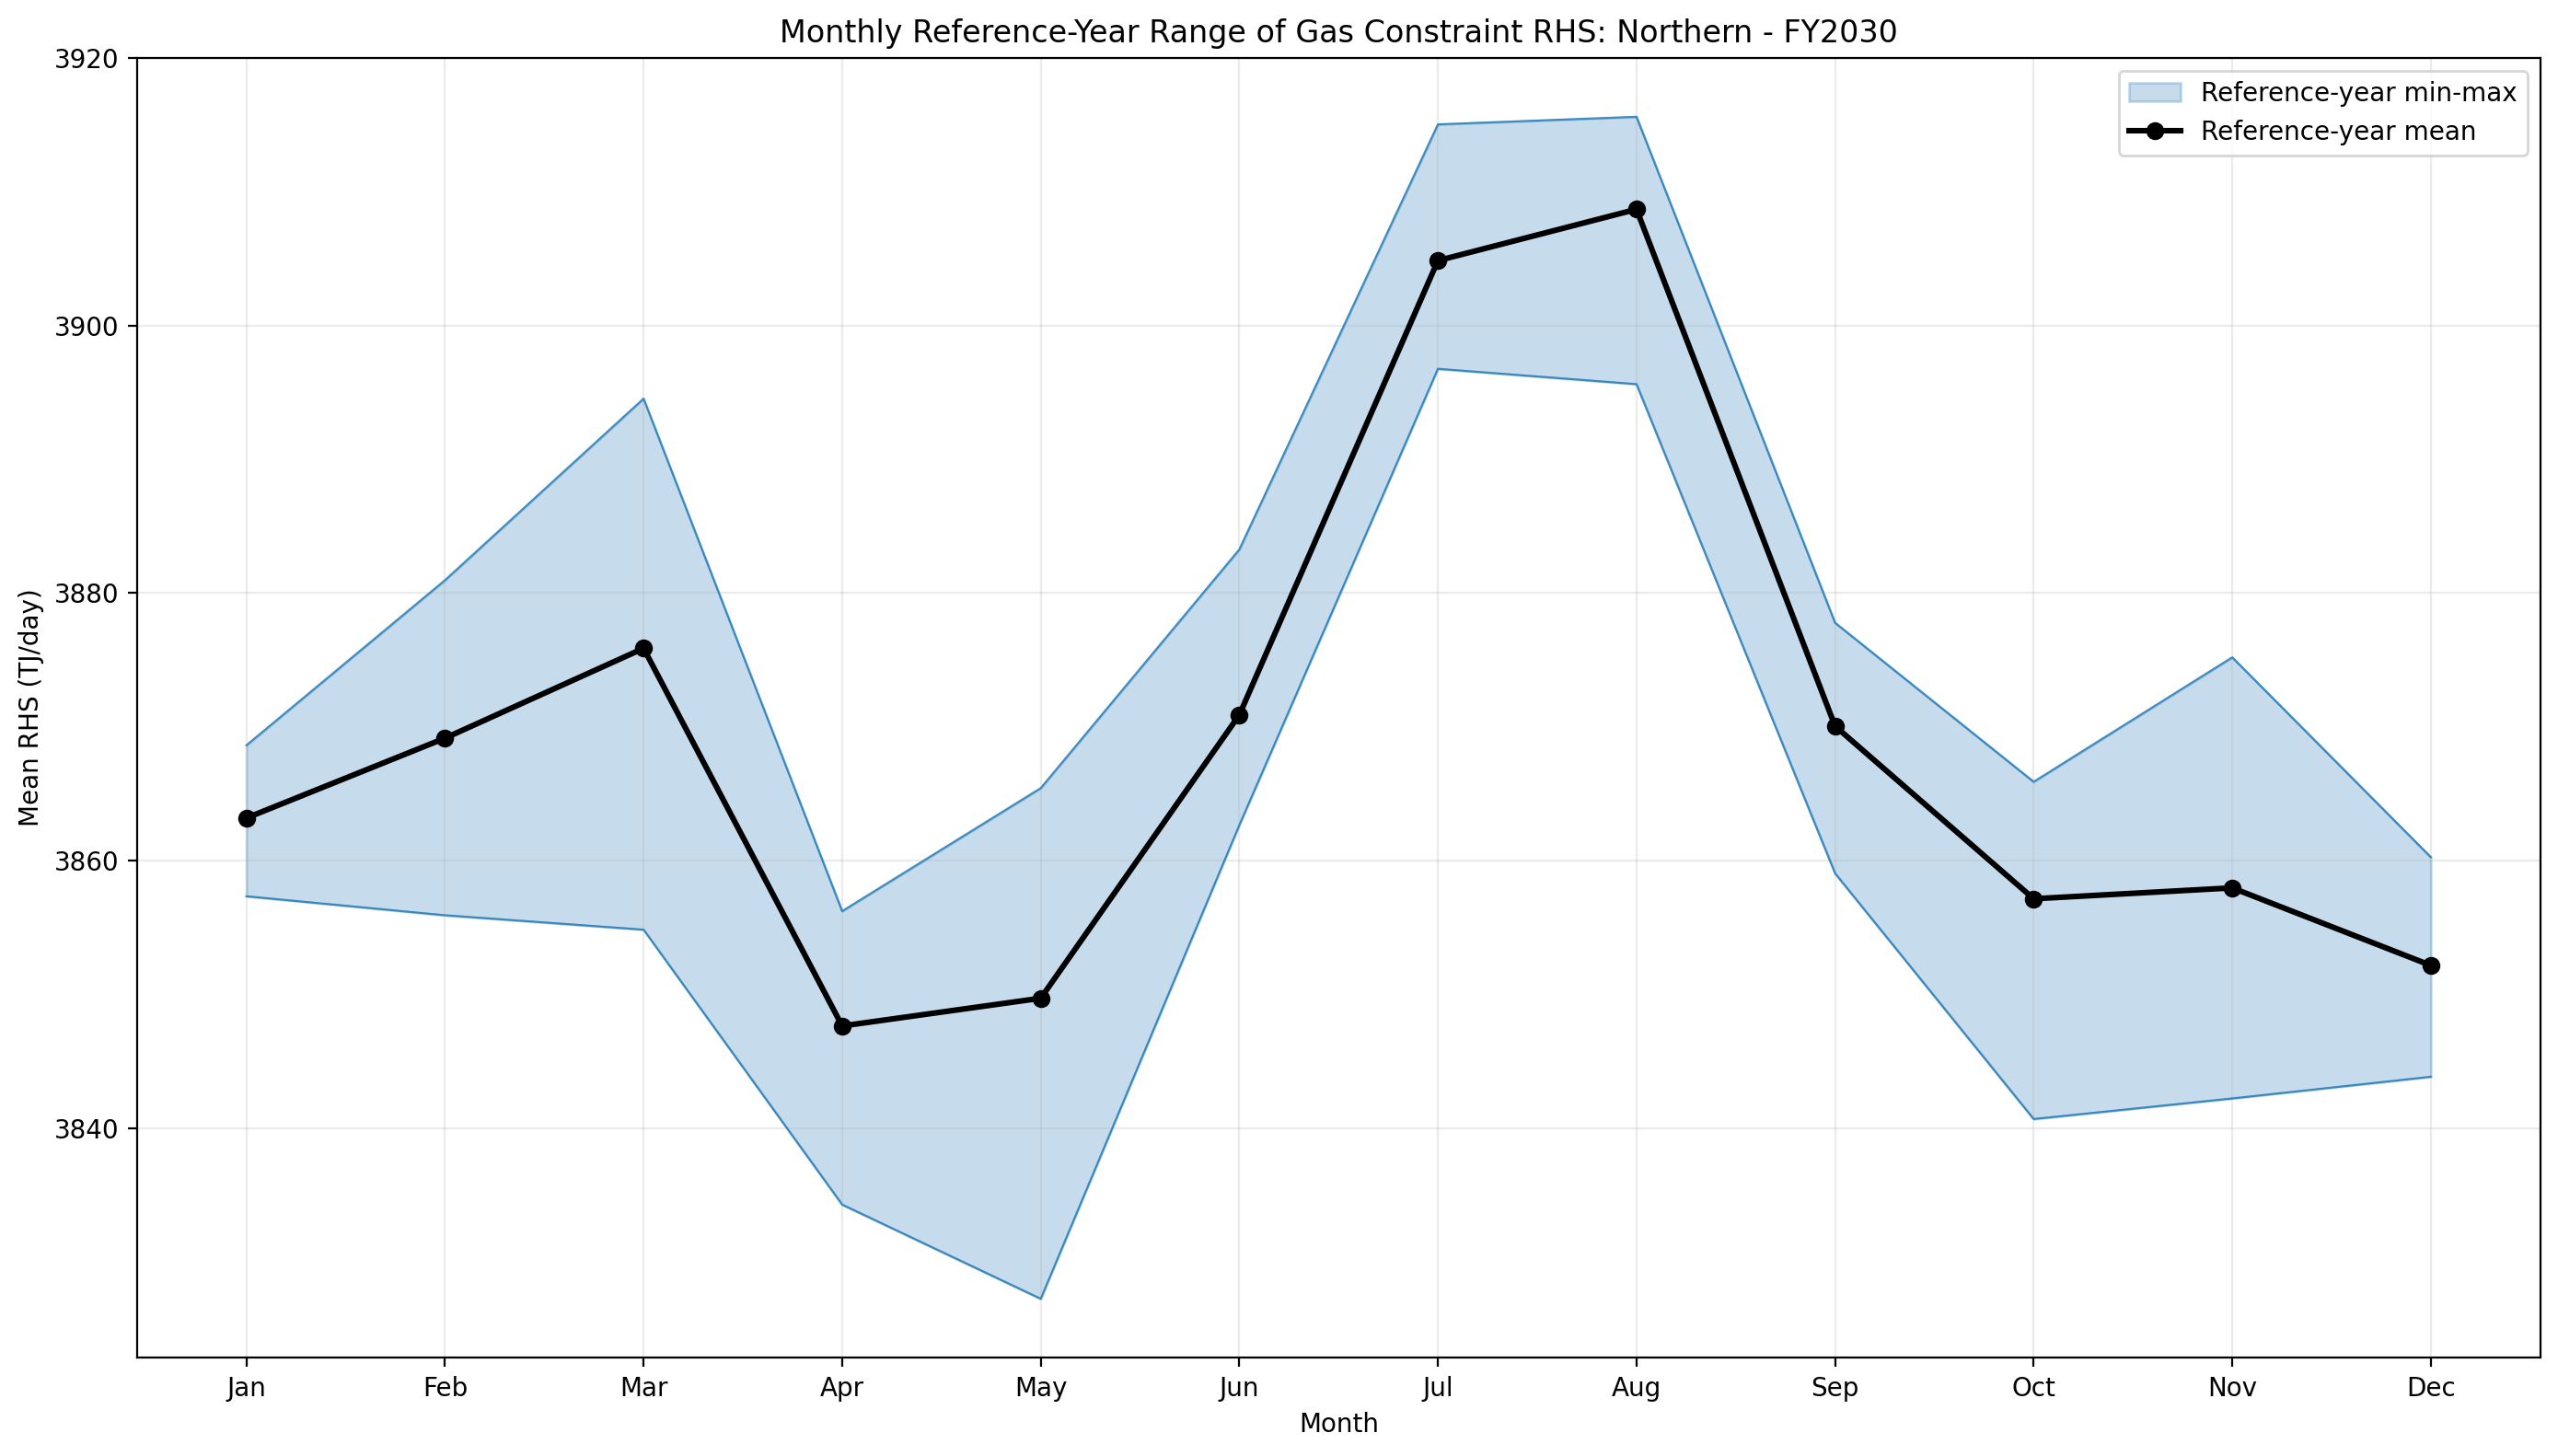 Monthly Reference-Year Range of Gas Constraint RHS: Northern - FY2030
Reference-year min-max
Reference-year mean
Mean RHS (TJ/day)
3920
3900
3880
3860
3840
Jan Feb Mar Apr May Jun Jul Aug Sep Oct Nov Dec
Month